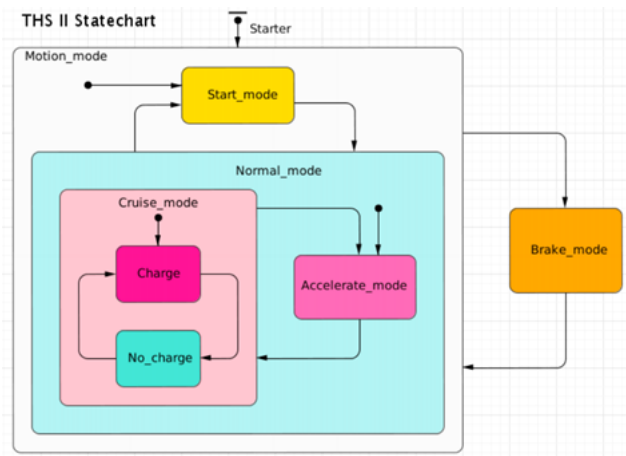 THS II Statechart
Starter
Motion_mode
Start_mode
Normal_mode
Cruise_mode
Charge
Accelerate_mode
No_charge
Brake_mode